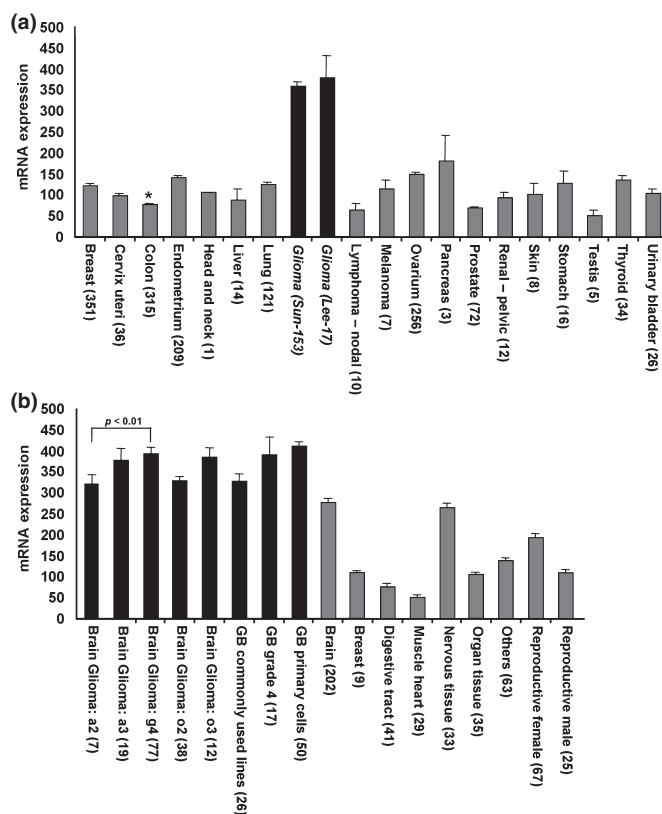 (a)
mRNA expression
500
450
400
350
300
250
200
150
100
50
0
*
Breast (351)
Cervix uteri (36)
Colon (315)
Endometrium (209)
Head and neck (1)
Liver (14)
Lung (121)
Glioma (Sun-153)
Glioma (Lee-17)
Lymphoma – nodal (10)
Melanoma (7)
Ovarium (256)
Pancreas (3)
Prostate (72)
Renal – pelvic (12)
Skin (8)
Stomach (16)
Testis (5)
Thyroid (34)
Urinary bladder (26)
(b)
mRNA expression
500
450
400
350
300
250
200
150
100
50
0
p < 0.01
Brain Glioma: a2 (7)
Brain Glioma: a3 (19)
Brain Glioma: g4 (77)
Brain Glioma: o2 (38)
Brain Glioma: o3 (12)
GB commonly used lines (26)
GB grade 4 (17)
GB primary cells (50)
Brain (202)
Breast (9)
Digestive tract (41)
Muscle heart (29)
Nervous tissue (33)
Organ tissue (35)
Others (63)
Reproductive female (67)
Reproductive male (25)